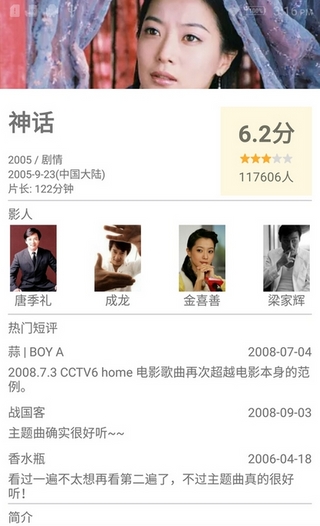 3:16 PM
神话
6.2分
117606人
2005 / 剧情
2005-9-23(中国大陆)
片长: 122分钟
影人
唐季礼
成龙
金喜善
梁家辉
热门短评
蒜 | BOY A
2008-07-04
2008.7.3 CCTV6 home 电影歌曲再次超越电影本身的范
例。
战国客
2008-09-03
主题曲确实很好听~~
香水瓶
2006-04-18
看过一遍不太想再看第二遍了，不过主题曲真的很好
听！
简介